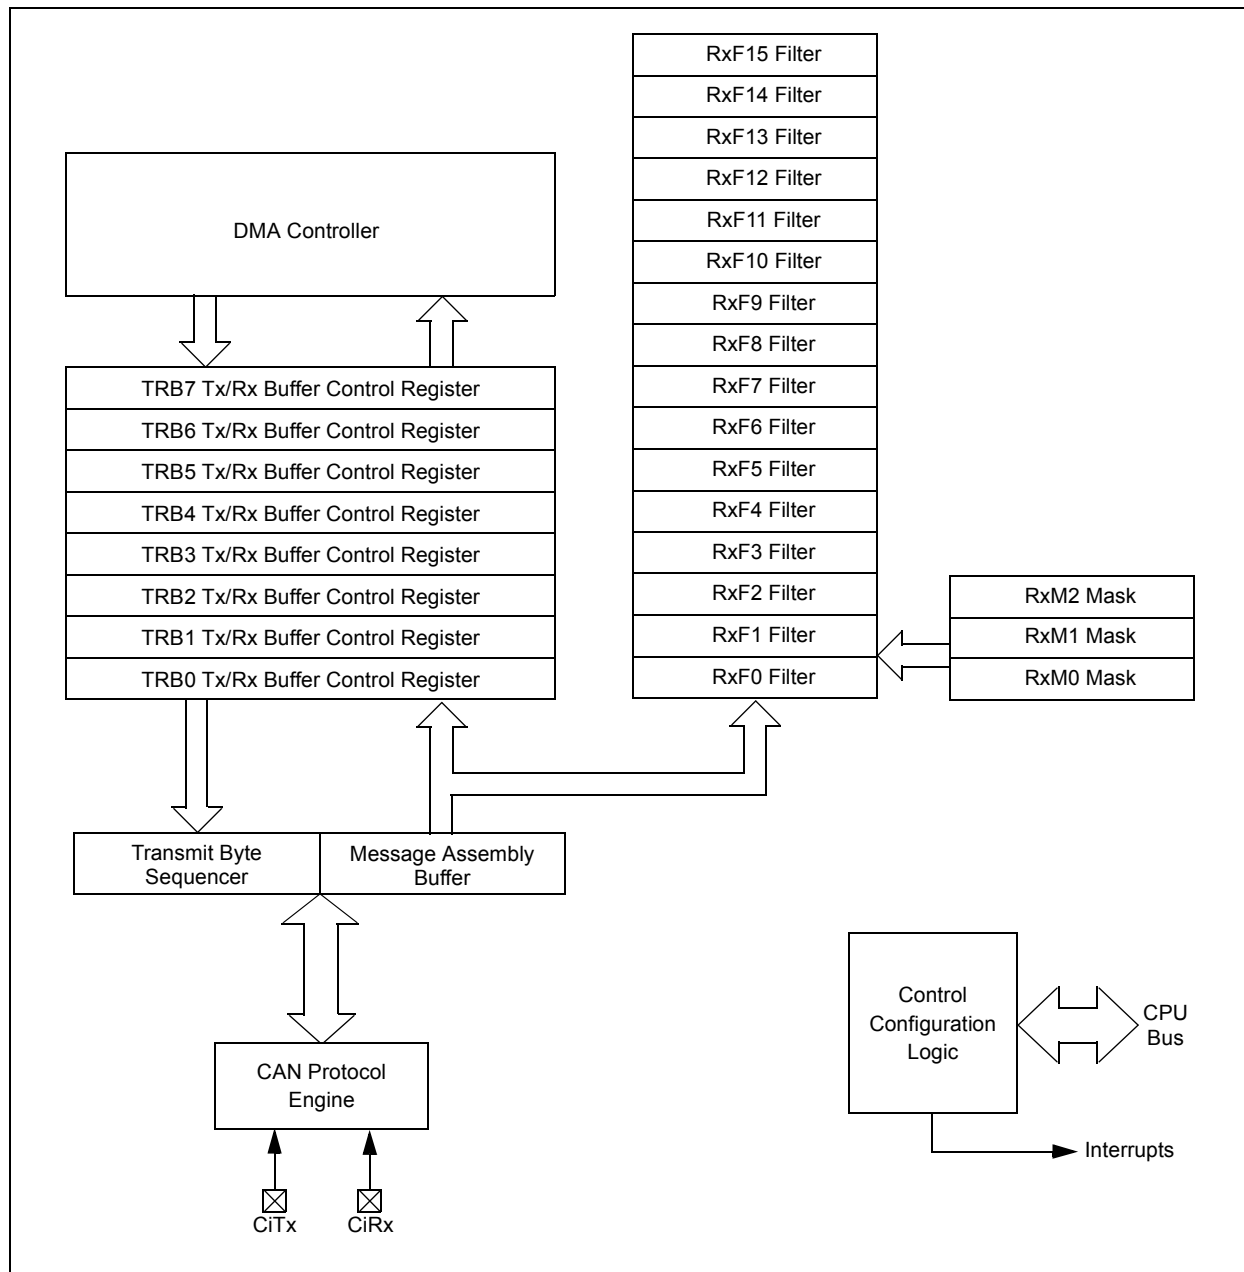 RxF15 Filter
RxF14 Filter
RxF13 Filter
RxF12 Filter
RxF11 Filter
RxF10 Filter
RxF9 Filter
RxF8 Filter
RxF7 Filter
RxF6 Filter
RxF5 Filter
RxF4 Filter
RxF3 Filter
RxF2 Filter
RxF1 Filter
RxF0 Filter
DMA Controller
TRB7 Tx/Rx Buffer Control Register
TRB6 Tx/Rx Buffer Control Register
TRB5 Tx/Rx Buffer Control Register
TRB4 Tx/Rx Buffer Control Register
TRB3 Tx/Rx Buffer Control Register
TRB2 Tx/Rx Buffer Control Register
TRB1 Tx/Rx Buffer Control Register
TRB0 Tx/Rx Buffer Control Register
RxM2 Mask
RxM1 Mask
RxM0 Mask
Transmit Byte
Sequencer
Message Assembly
Buffer
CAN Protocol
Engine
CiTx
CiRx
Control
Configuration
Logic
CPU
Bus
Interrupts